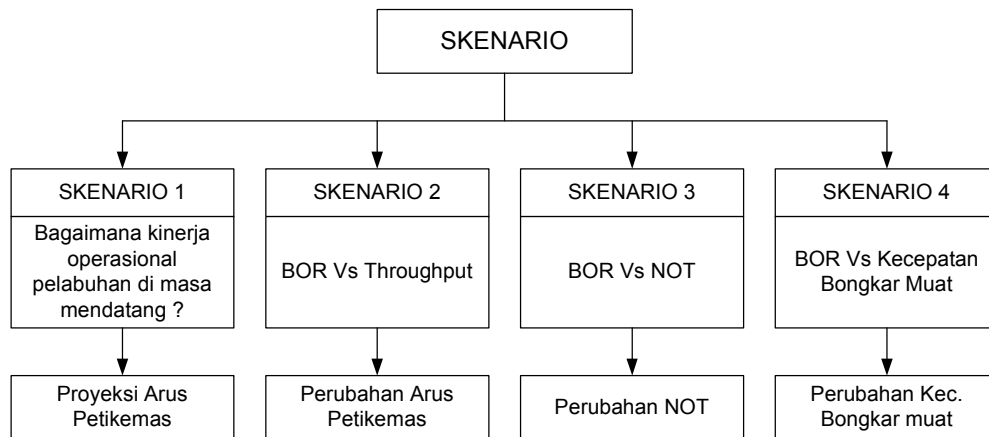 SKENARIO
SKENARIO 1
Bagaimana kinerja
operasional
pelabuhan di masa
mendatang ?
Proyeksi Arus
Petikemas
SKENARIO 2
BOR Vs Throughput
Perubahan Arus
Petikemas
SKENARIO 3
BOR Vs NOT
Perubahan NOT
SKENARIO 4
BOR Vs Kecepatan
Bongkar Muat
Perubahan Kec.
Bongkar muat